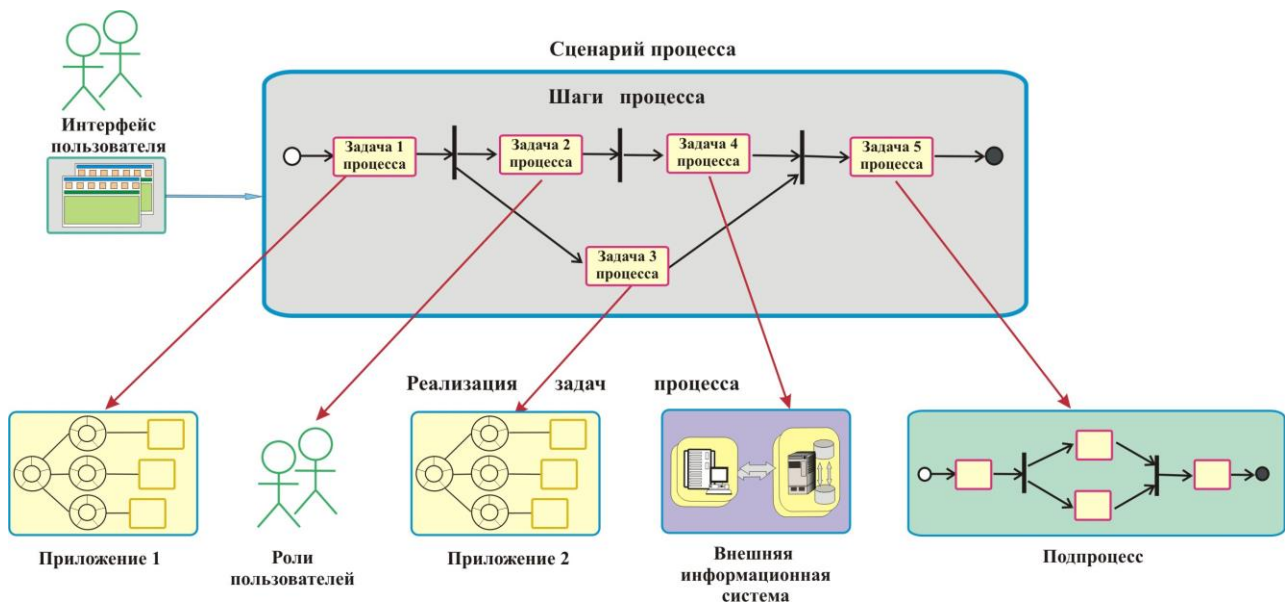 Сценарий процесса
Интерфейс
пользователя
Шаги процесса
Задача 1
процесса
Задача 2
процесса
Задача 4
процесса
Задача 5
процесса
Задача 3
процесса
Реализация задач процесса
Приложение 1
Роли
пользователей
Приложение 2
Внешняя
информационная
система
Подпроцесс